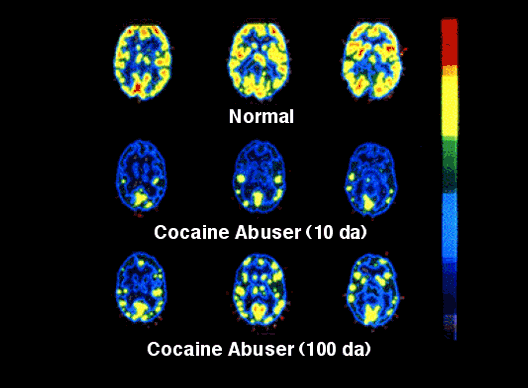 Normal
Cocaine Abuser (10 da)
Cocaine Abuser (100 da)